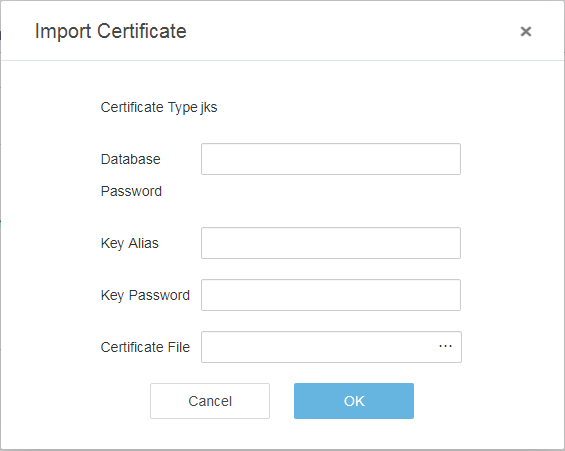 Import Certificate ×
Certificate Type jks
Database
Password
Key Alias
Key Password
Certificate File ...
Cancel OK